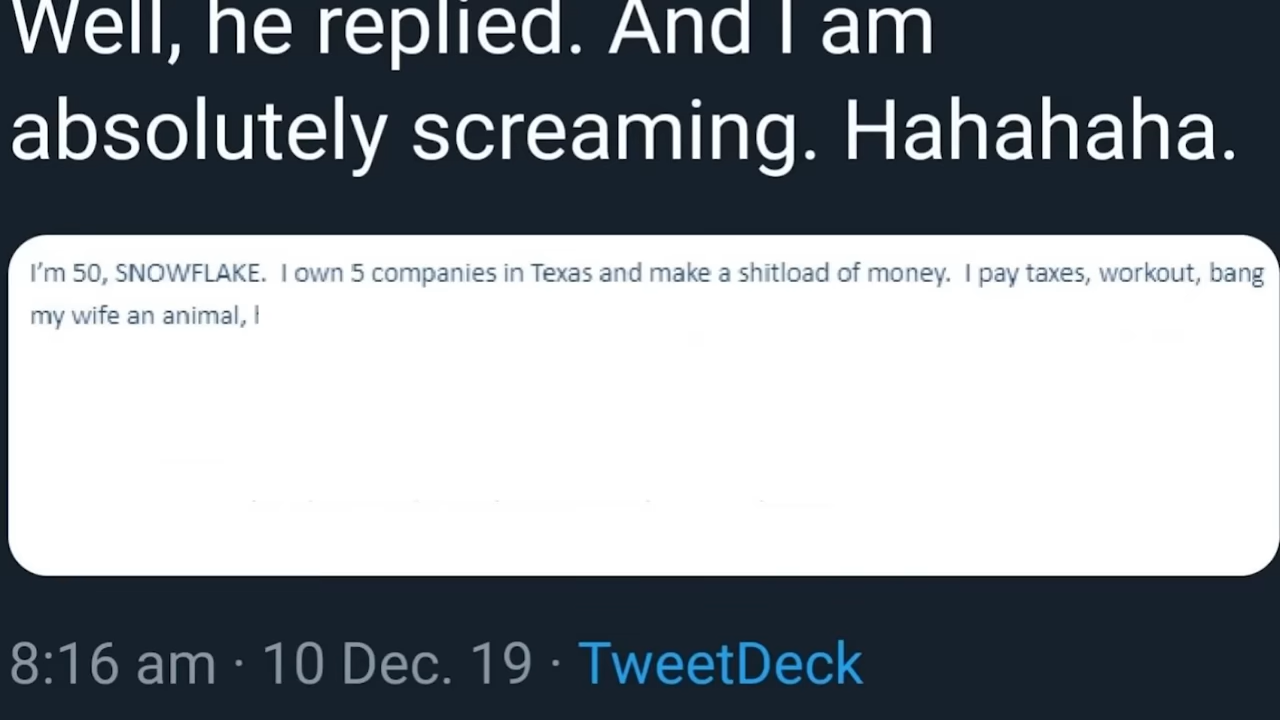 Well, he replied. And I am
absolutely screaming. Hahahaha.
I'm 50, SNOWFLAKE. I own 5 companies in Texas and make a shitload of money. I pay taxes, workout, bang
my wife an animal,
8:16 am · 10 Dec. 19 · TweetDeck